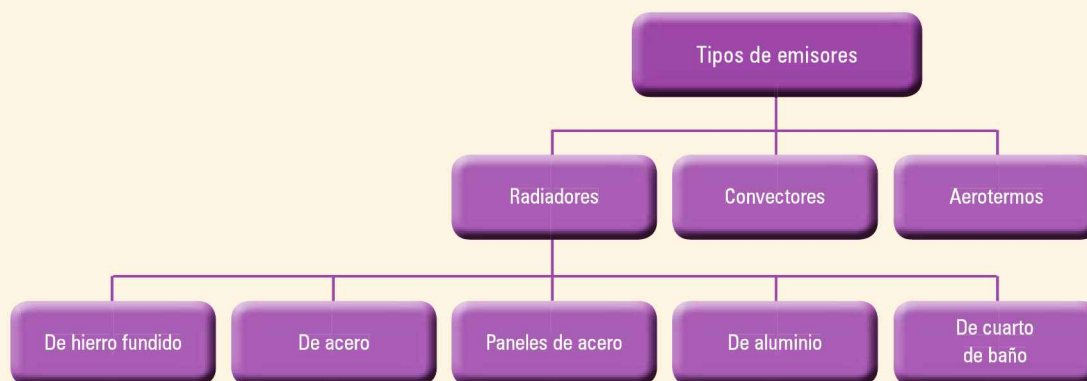 Tipos de emisores
Radiadores
Convectores
Aerotermos
De hierro fundido
De acero
Paneles de acero
De aluminio
De cuarto
de baño